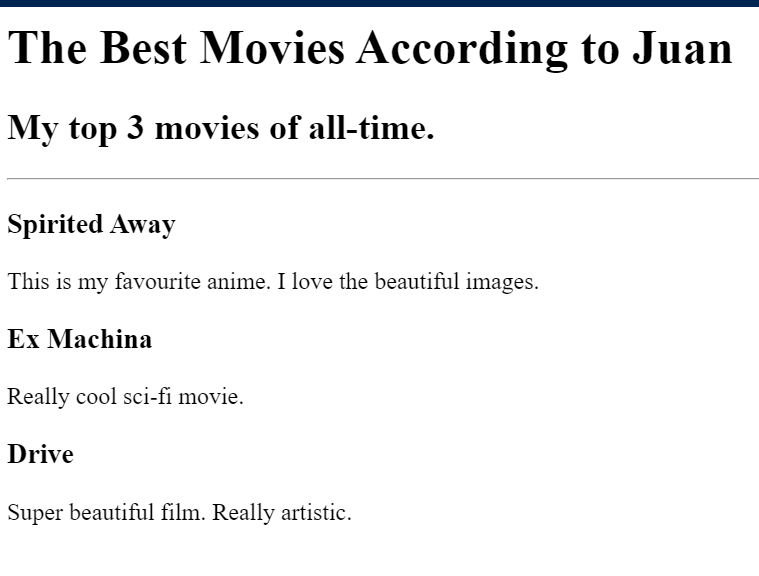 The Best Movies According to Juan
My top 3 movies of all-time.
Spirited Away
This is my favourite anime. I love the beautiful images.
Ex Machina
Really cool sci-fi movie.
Drive
Super beautiful film. Really artistic.